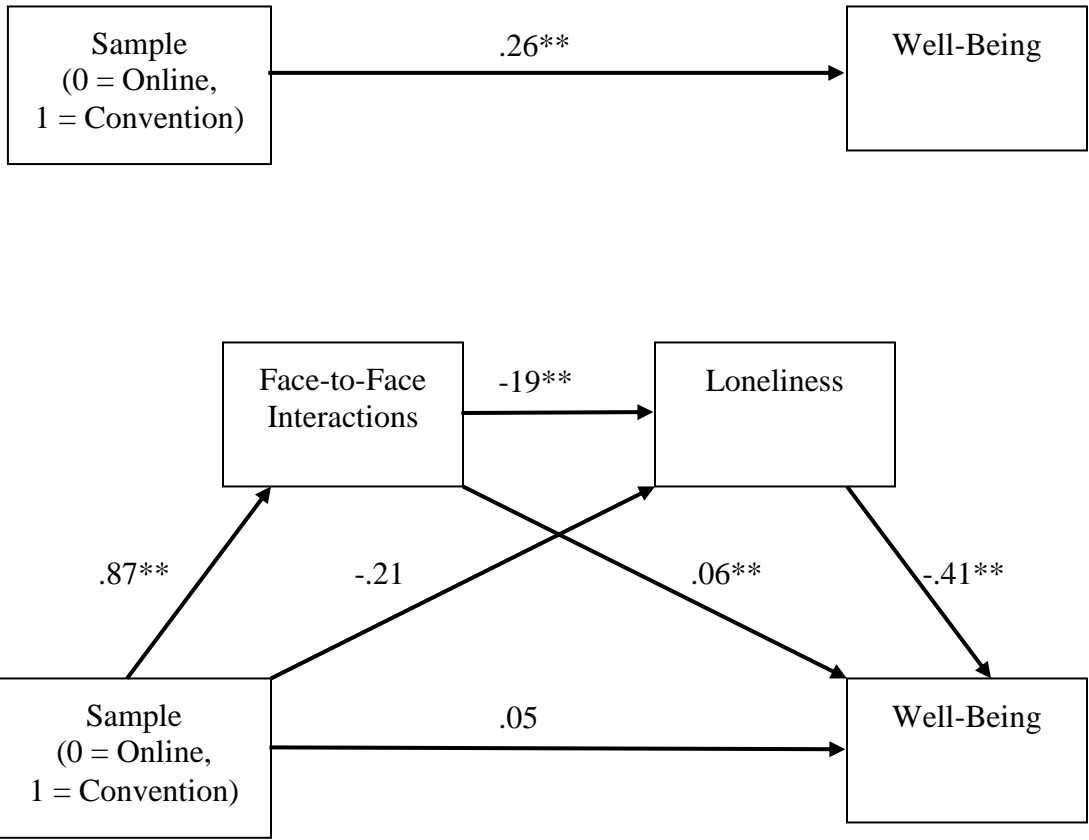 Sample
(0 = Online,
1 = Convention)
.26**
Well-Being
Face-to-Face
Interactions
-19**
Loneliness
.87**
-.21
.06**
-.41**
Sample
(0 = Online,
1 = Convention)
.05
Well-Being